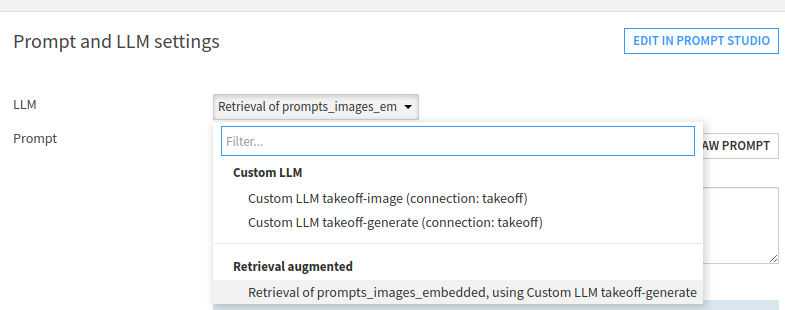 Prompt and LLM settings
EDIT IN PROMPT STUDIO
LLM
Retrieval of prompts_images_em
Prompt
Filter...
AW PROMPT
Custom LLM
Custom LLM takeoff-image (connection: takeoff)
Custom LLM takeoff-generate (connection: takeoff)
Retrieval augmented
Retrieval of prompts_images_embedded, using Custom LLM takeoff-generate